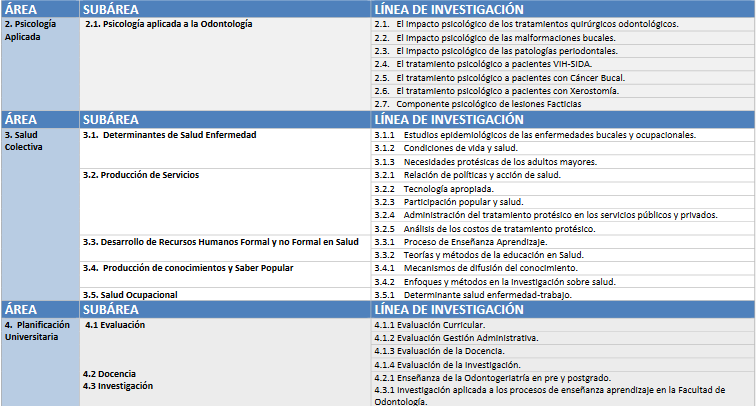 ÁREA SUBÁREA LÍNEA DE INVESTIGACIÓN
2. Psicología Aplicada 2.1. Psicología aplicada a la Odontología 2.1. El Impacto psicológico de los tratamientos quirúrgicos odontológicos.
2.2. El impacto psicológico de las malformaciones bucales.
2.3. El impacto psicológico de las patologías periodontales.
2.4. El tratamiento psicológico a pacientes VIH-SIDA.
2.5. El tratamiento psicológico a pacientes con Cáncer Bucal.
2.6. El tratamiento psicológico a pacientes con Xerostomía.
2.7. Componente psicológico de lesiones Facticias
ÁREA SUBÁREA LÍNEA DE INVESTIGACIÓN
3. Salud Colectiva 3.1. Determinantes de Salud Enfermedad 3.1.1 Estudios epidemiológicos de las enfermedades bucales y ocupacionales.
3.1.2 Condiciones de vida y salud.
3.1.3 Necesidades protésicas de los adultos mayores.
3.2. Producción de Servicios 3.2.1 Relación de políticas y acción de salud.
3.2.2 Tecnología apropiada.
3.2.3 Participación popular y salud.
3.2.4 Administración del tratamiento protésico en los servicios públicos y privados.
3.2.5 Análisis de los costos de tratamiento protésico.
3.3. Desarrollo de Recursos Humanos Formal y no Formal en Salud 3.3.1 Proceso de Enseñanza Aprendizaje.
3.3.2 Teorías y métodos de la educación en Salud.
3.4. Producción de conocimientos y Saber Popular 3.4.1 Mecanismos de difusión del conocimiento.
3.4.2 Enfoques y métodos en la Investigación sobre salud.
3.5. Salud Ocupacional 3.5.1 Determinante salud enfermedad-trabajo.
ÁREA SUBÁREA LÍNEA DE INVESTIGACIÓN
4. Planificación Universitaria 4.1 Evaluación 4.1.1 Evaluación Curricular.
4.1.2 Evaluación Gestión Administrativa.
4.1.3 Evaluación de la Docencia.
4.1.4 Evaluación de la Investigación.
4.2 Docencia 4.2.1 Enseñanza de la Odontogeriatría en pre y postgrado.
4.3 Investigación 4.3.1 Investigación aplicada a los procesos de enseñanza aprendizaje en la Facultad de
Odontología.